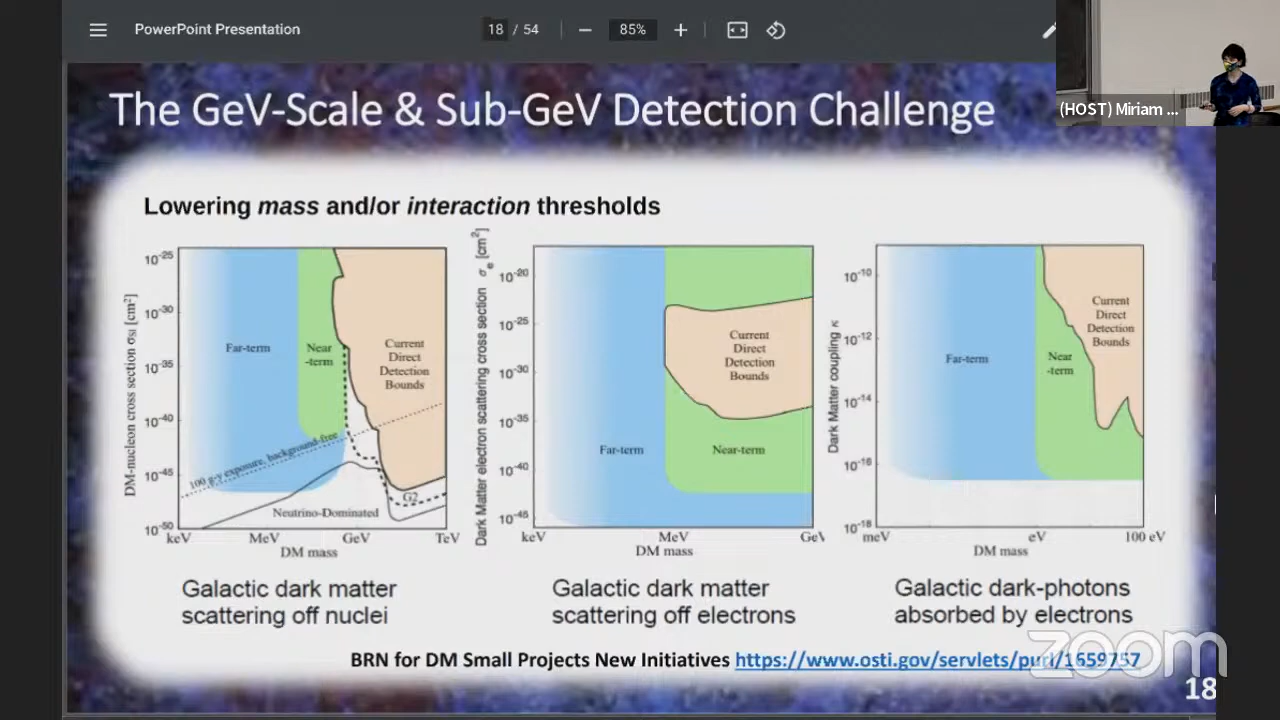 PowerPoint Presentation
18 / 54
85%
(HOST) Miriam ...
The GeV-Scale & Sub-GeV Detection Challenge
Lowering mass and/or interaction thresholds
DM-nucleon cross section σSI [cm²]
10⁻²⁵
10⁻³⁰
10⁻³⁵
10⁻⁴⁰
10⁻⁴⁵
10⁻⁵⁰
Far-term
Near
-term
Current
Direct
Detection
Bounds
100 g-y exposure, background-free
G2
Neutrino-Dominated
keV
MeV
GeV
TeV
DM mass
Galactic dark matter
scattering off nuclei
Dark Matter electron scattering cross section σe [cm²]
10⁻²⁰
10⁻²⁵
10⁻³⁰
10⁻³⁵
10⁻⁴⁰
10⁻⁴⁵
Current
Direct
Detection
Bounds
Far-term
Near-term
keV
MeV
GeV
DM mass
Galactic dark matter
scattering off electrons
Dark Matter coupling κ
10⁻¹⁰
10⁻¹²
10⁻¹⁴
10⁻¹⁶
10⁻¹⁸
Current
Direct
Detection
Bounds
Far-term
Near
-term
meV
eV
100 eV
DM mass
Galactic dark-photons
absorbed by electrons
BRN for DM Small Projects New Initiatives https://www.osti.gov/servlets/purl/1659757
zoom
18